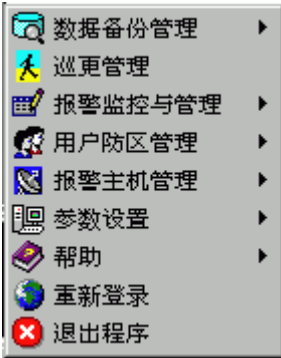 数据备份管理
巡更管理
报警监控与管理
用户防区管理
报警主机管理
参数设置
帮助
重新登录
退出程序